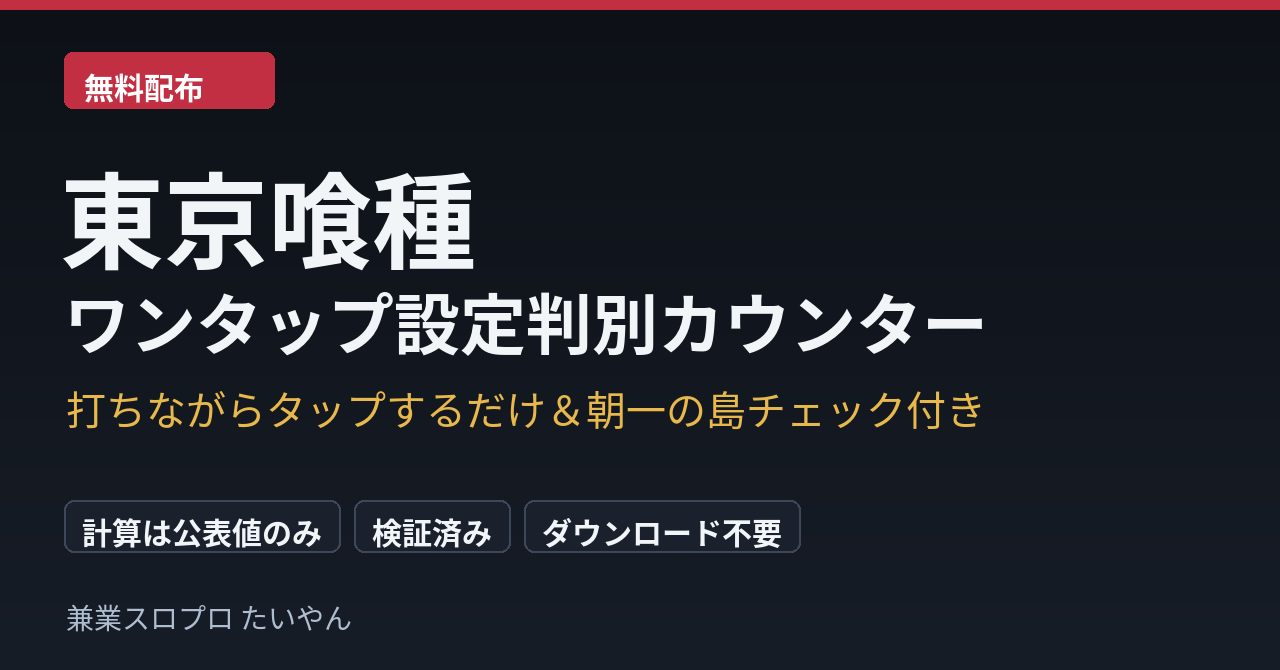 無料配布
東京喰種
ワンタップ設定判別カウンター
打ちながらタップするだけ＆朝一の島チェック付き
計算は公表値のみ
検証済み
ダウンロード不要
兼業スロプロ たいやん